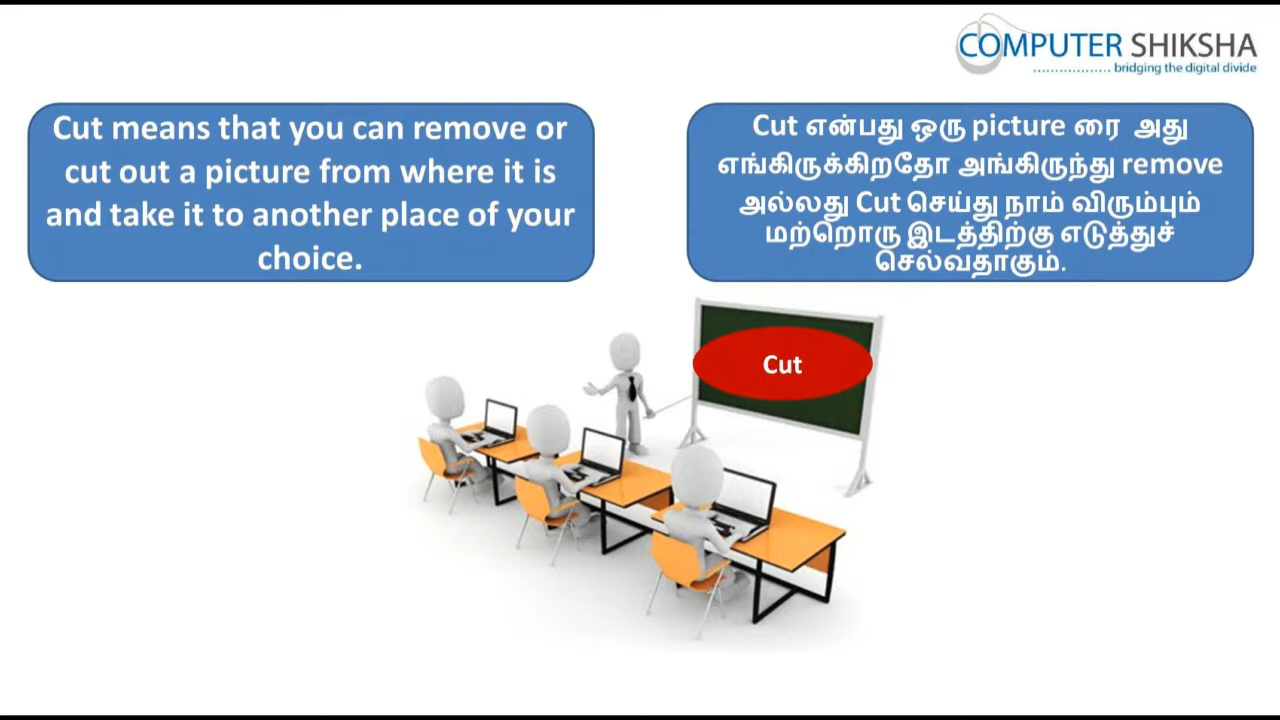 COMPUTER SHIKSHA
bridging the digital divide
Cut means that you can remove or
cut out a picture from where it is
and take it to another place of your
choice.
Cut என்பது ஒரு picture ரை அது
எங்கிருக்கிறதோ அங்கிருந்து remove
அல்லது Cut செய்து நாம் விரும்பும்
மற்றொரு இடத்திற்கு எடுத்துச்
செல்வதாகும்.
Cut